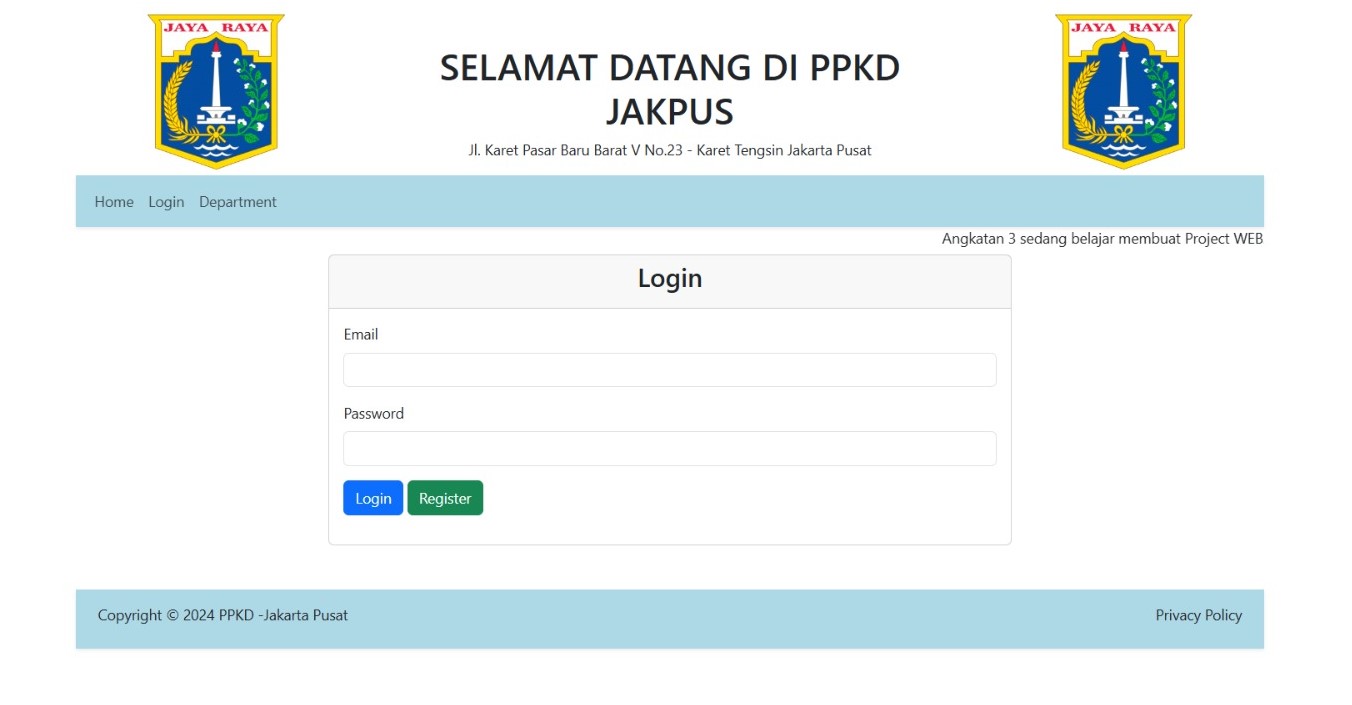 JAYA RAYA
SELAMAT DATANG DI PPKD
JAKPUS
Jl. Karet Pasar Baru Barat V No.23 - Karet Tengsin Jakarta Pusat
JAYA RAYA
Home Login Department
Angkatan 3 sedang belajar membuat Project WEB
Login
Email
Password
Login Register
Copyright © 2024 PPKD -Jakarta Pusat Privacy Policy